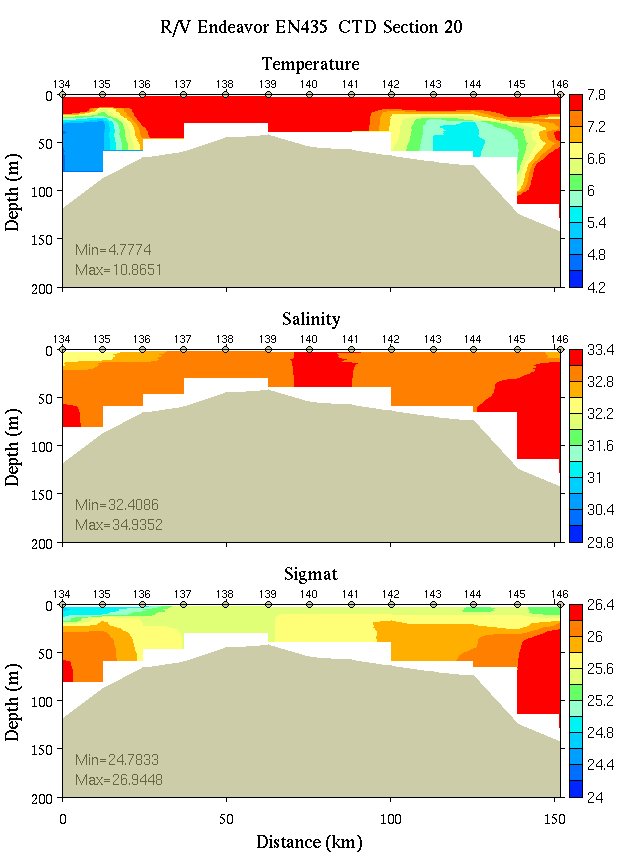 R/V Endeavor EN435 CTD Section 20
Temperature
134 135 136 137 138 139 140 141 142 143 144 145 146
0
50
100
150
200
Depth (m)
Min=4.7774
Max=10.8651
7.8
7.2
6.6
6
5.4
4.8
4.2
Salinity
134 135 136 137 138 139 140 141 142 143 144 145 146
0
50
100
150
200
Depth (m)
Min=32.4086
Max=34.9352
33.4
32.8
32.2
31.6
31
30.4
29.8
Sigmat
134 135 136 137 138 139 140 141 142 143 144 145 146
0
50
100
150
200
Depth (m)
Min=24.7833
Max=26.9448
26.4
26
25.6
25.2
24.8
24.4
24
0 50 100 150
Distance (km)